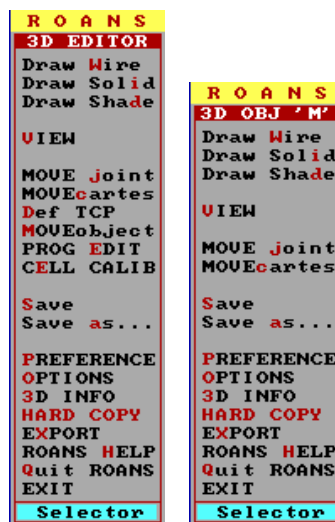 ROANS
3D EDITOR
Draw Wire
Draw Solid
Draw Shade
VIEW
MOVE joint
MOVEcartes
Def TCP
MOVEobject
PROG EDIT
CELL CALIB
Save
Save as...
PREFERENCE
OPTIONS
3D INFO
HARD COPY
EXPORT
ROANS HELP
Quit ROANS
EXIT
Selector
ROANS
3D OBJ 'M'
Draw Wire
Draw Solid
Draw Shade
VIEW
MOVE joint
MOVEcartes
Save
Save as...
PREFERENCE
OPTIONS
3D INFO
HARD COPY
EXPORT
ROANS HELP
Quit ROANS
EXIT
Selector